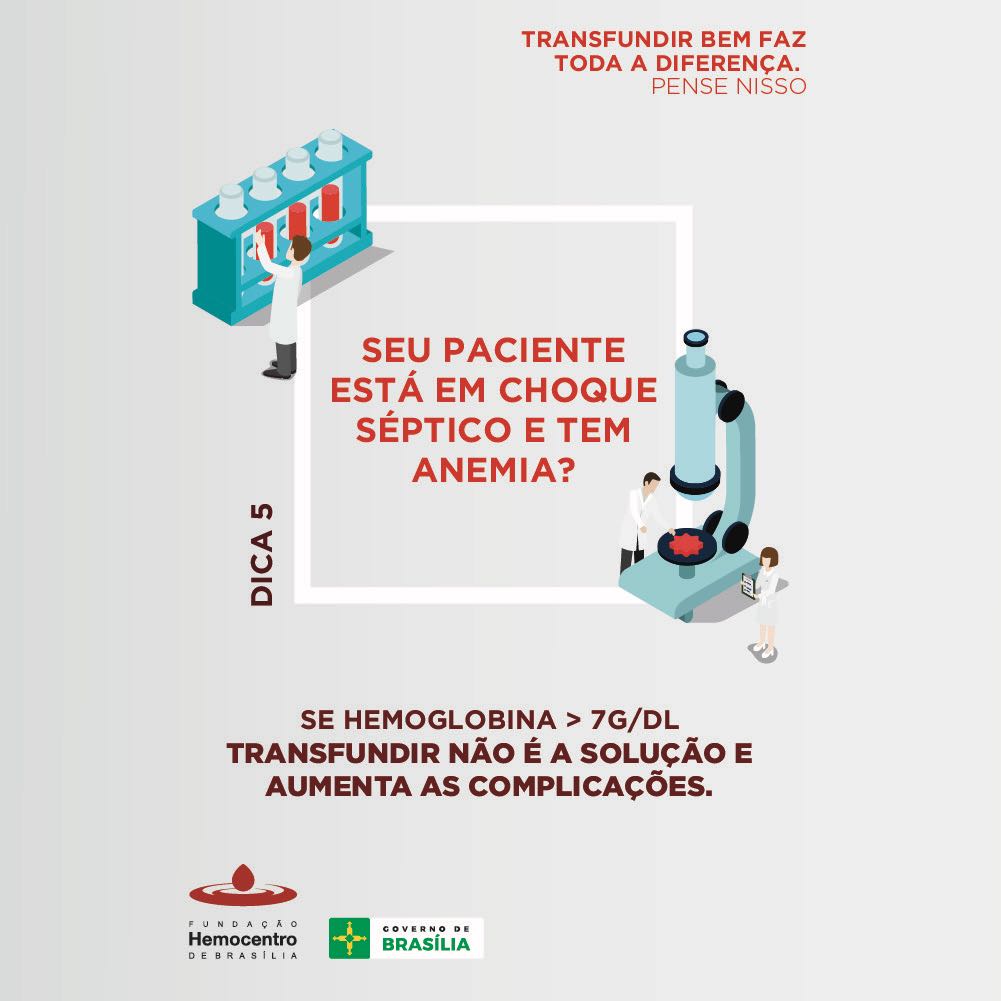 TRANSFUNDIR BEM FAZ
TODA A DIFERENÇA.
PENSE NISSO
SEU PACIENTE
ESTÁ EM CHOQUE
SÉPTICO E TEM
ANEMIA?
DICA 5
SE HEMOGLOBINA > 7G/DL
TRANSFUNDIR NÃO É A SOLUÇÃO E
AUMENTA AS COMPLICAÇÕES.
FUNDAÇÃO
Hemocentro
DE BRASÍLIA
GOVERNO DE
BRASÍLIA